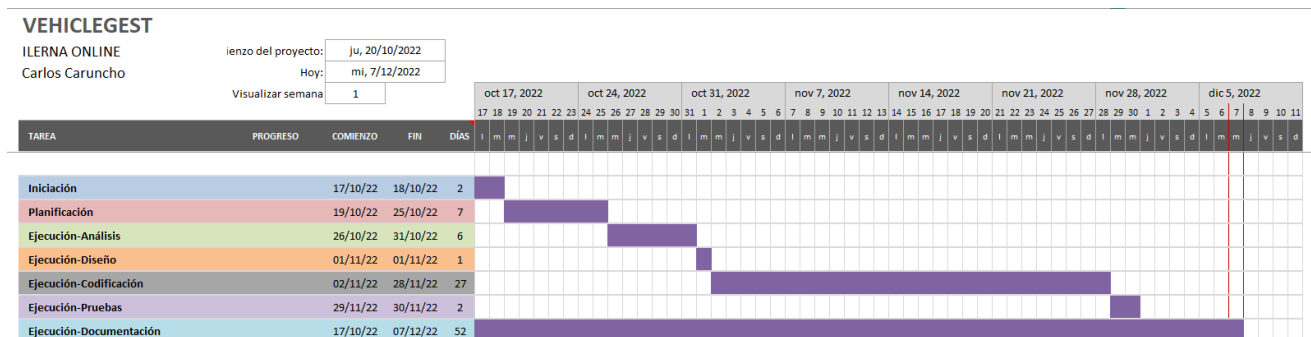 VEHICLEGEST
ILERNA ONLINE
ienzo del proyecto: ju, 20/10/2022
Carlos Caruncho
Hoy: mi, 7/12/2022
Visualizar semana 1
oct 17, 2022 oct 24, 2022 oct 31, 2022 nov 7, 2022 nov 14, 2022 nov 21, 2022 nov 28, 2022 dic 5, 2022
17 18 19 20 21 22 23 24 25 26 27 28 29 30 31 1 2 3 4 5 6 7 8 9 10 11 12 13 14 15 16 17 18 19 20 21 22 23 24 25 26 27 28 29 30 1 2 3 4 5 6 7 8 9 10 11
TAREA PROGRESO COMIENZO FIN DÍAS l m m j v s d l m m j v s d l m m j v s d l m m j v s d l m m j v s d l m m j v s d l m m j v s d l m m j v s d
Iniciación 17/10/22 18/10/22 2
Planificación 19/10/22 25/10/22 7
Ejecución-Análisis 26/10/22 31/10/22 6
Ejecución-Diseño 01/11/22 01/11/22 1
Ejecución-Codificación 02/11/22 28/11/22 27
Ejecución-Pruebas 29/11/22 30/11/22 2
Ejecución-Documentación 17/10/22 07/12/22 52